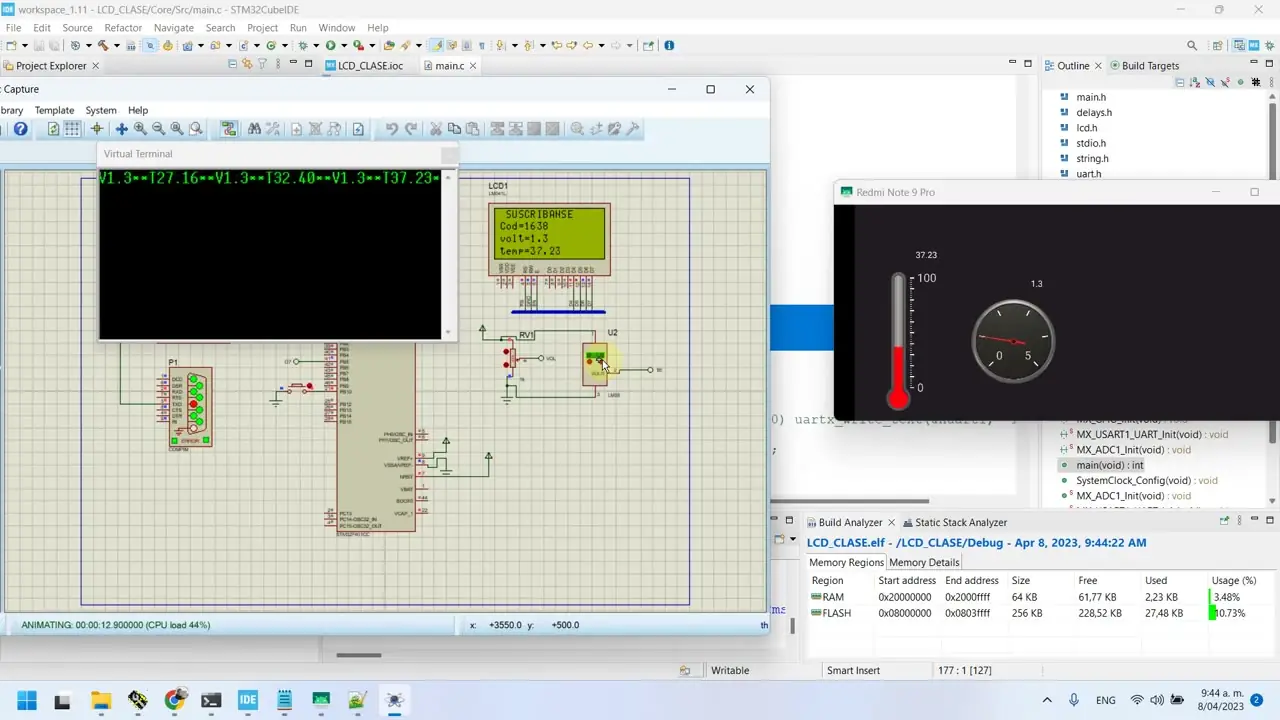 workspace_1.11 - LCD_CLASE/Core/Src/main.c - STM32CubeIDE
File Edit Source Refactor Navigate Search Project Run Window Help
Project Explorer
LCD_CLASE.ioc
main.c
Outline
Build Targets
Capture
brary Template System Help
Virtual Terminal
V1.3**T27.16**V1.3**T32.40**V1.3**T37.23*
LCD1
SUSCRIBANSE
Cod=1638
volt=1.3
temp=37.23
RV1
U2
VOL
P1
ERROR
main.h
delays.h
lcd.h
stdio.h
string.h
uart.h
Redmi Note 9 Pro
37.23
100
0
1.3
0 5
MX_USART1_UART_Init(void) : void
MX_ADC1_Init(void) : void
main(void) : int
SystemClock_Config(void) : void
MX_ADC1_Init(void) : void
Build Analyzer
Static Stack Analyzer
LCD_CLASE.elf - /LCD_CLASE/Debug - Apr 8, 2023, 9:44:22 AM
Memory Regions Memory Details
Region Start address End address Size Free Used Usage (%)
RAM 0x20000000 0x2000ffff 64 KB 61,77 KB 2,23 KB 3.48%
FLASH 0x08000000 0x0803ffff 256 KB 228,52 KB 27,48 KB 10.73%
ANIMATING: 00:00:12.900000 (CPU load 44%)
x: +3550.0 y: +500.0 th
Writable
Smart Insert
177 : 1 [127]
ENG
9:44 a. m.
8/04/2023
2